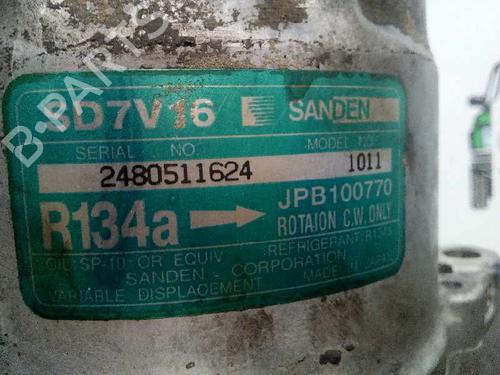 SD7V16 SANDEN
SERIAL NO. MODEL NO.
2480511624 1011
R134a JPB100770
ROTAION C.W. ONLY
OIL: SP-10 OR EQUIV REFRIGERANT R134a
SANDEN CORPORATION
VARIABLE DISPLACEMENT MADE IN JAPAN
B-PARTS